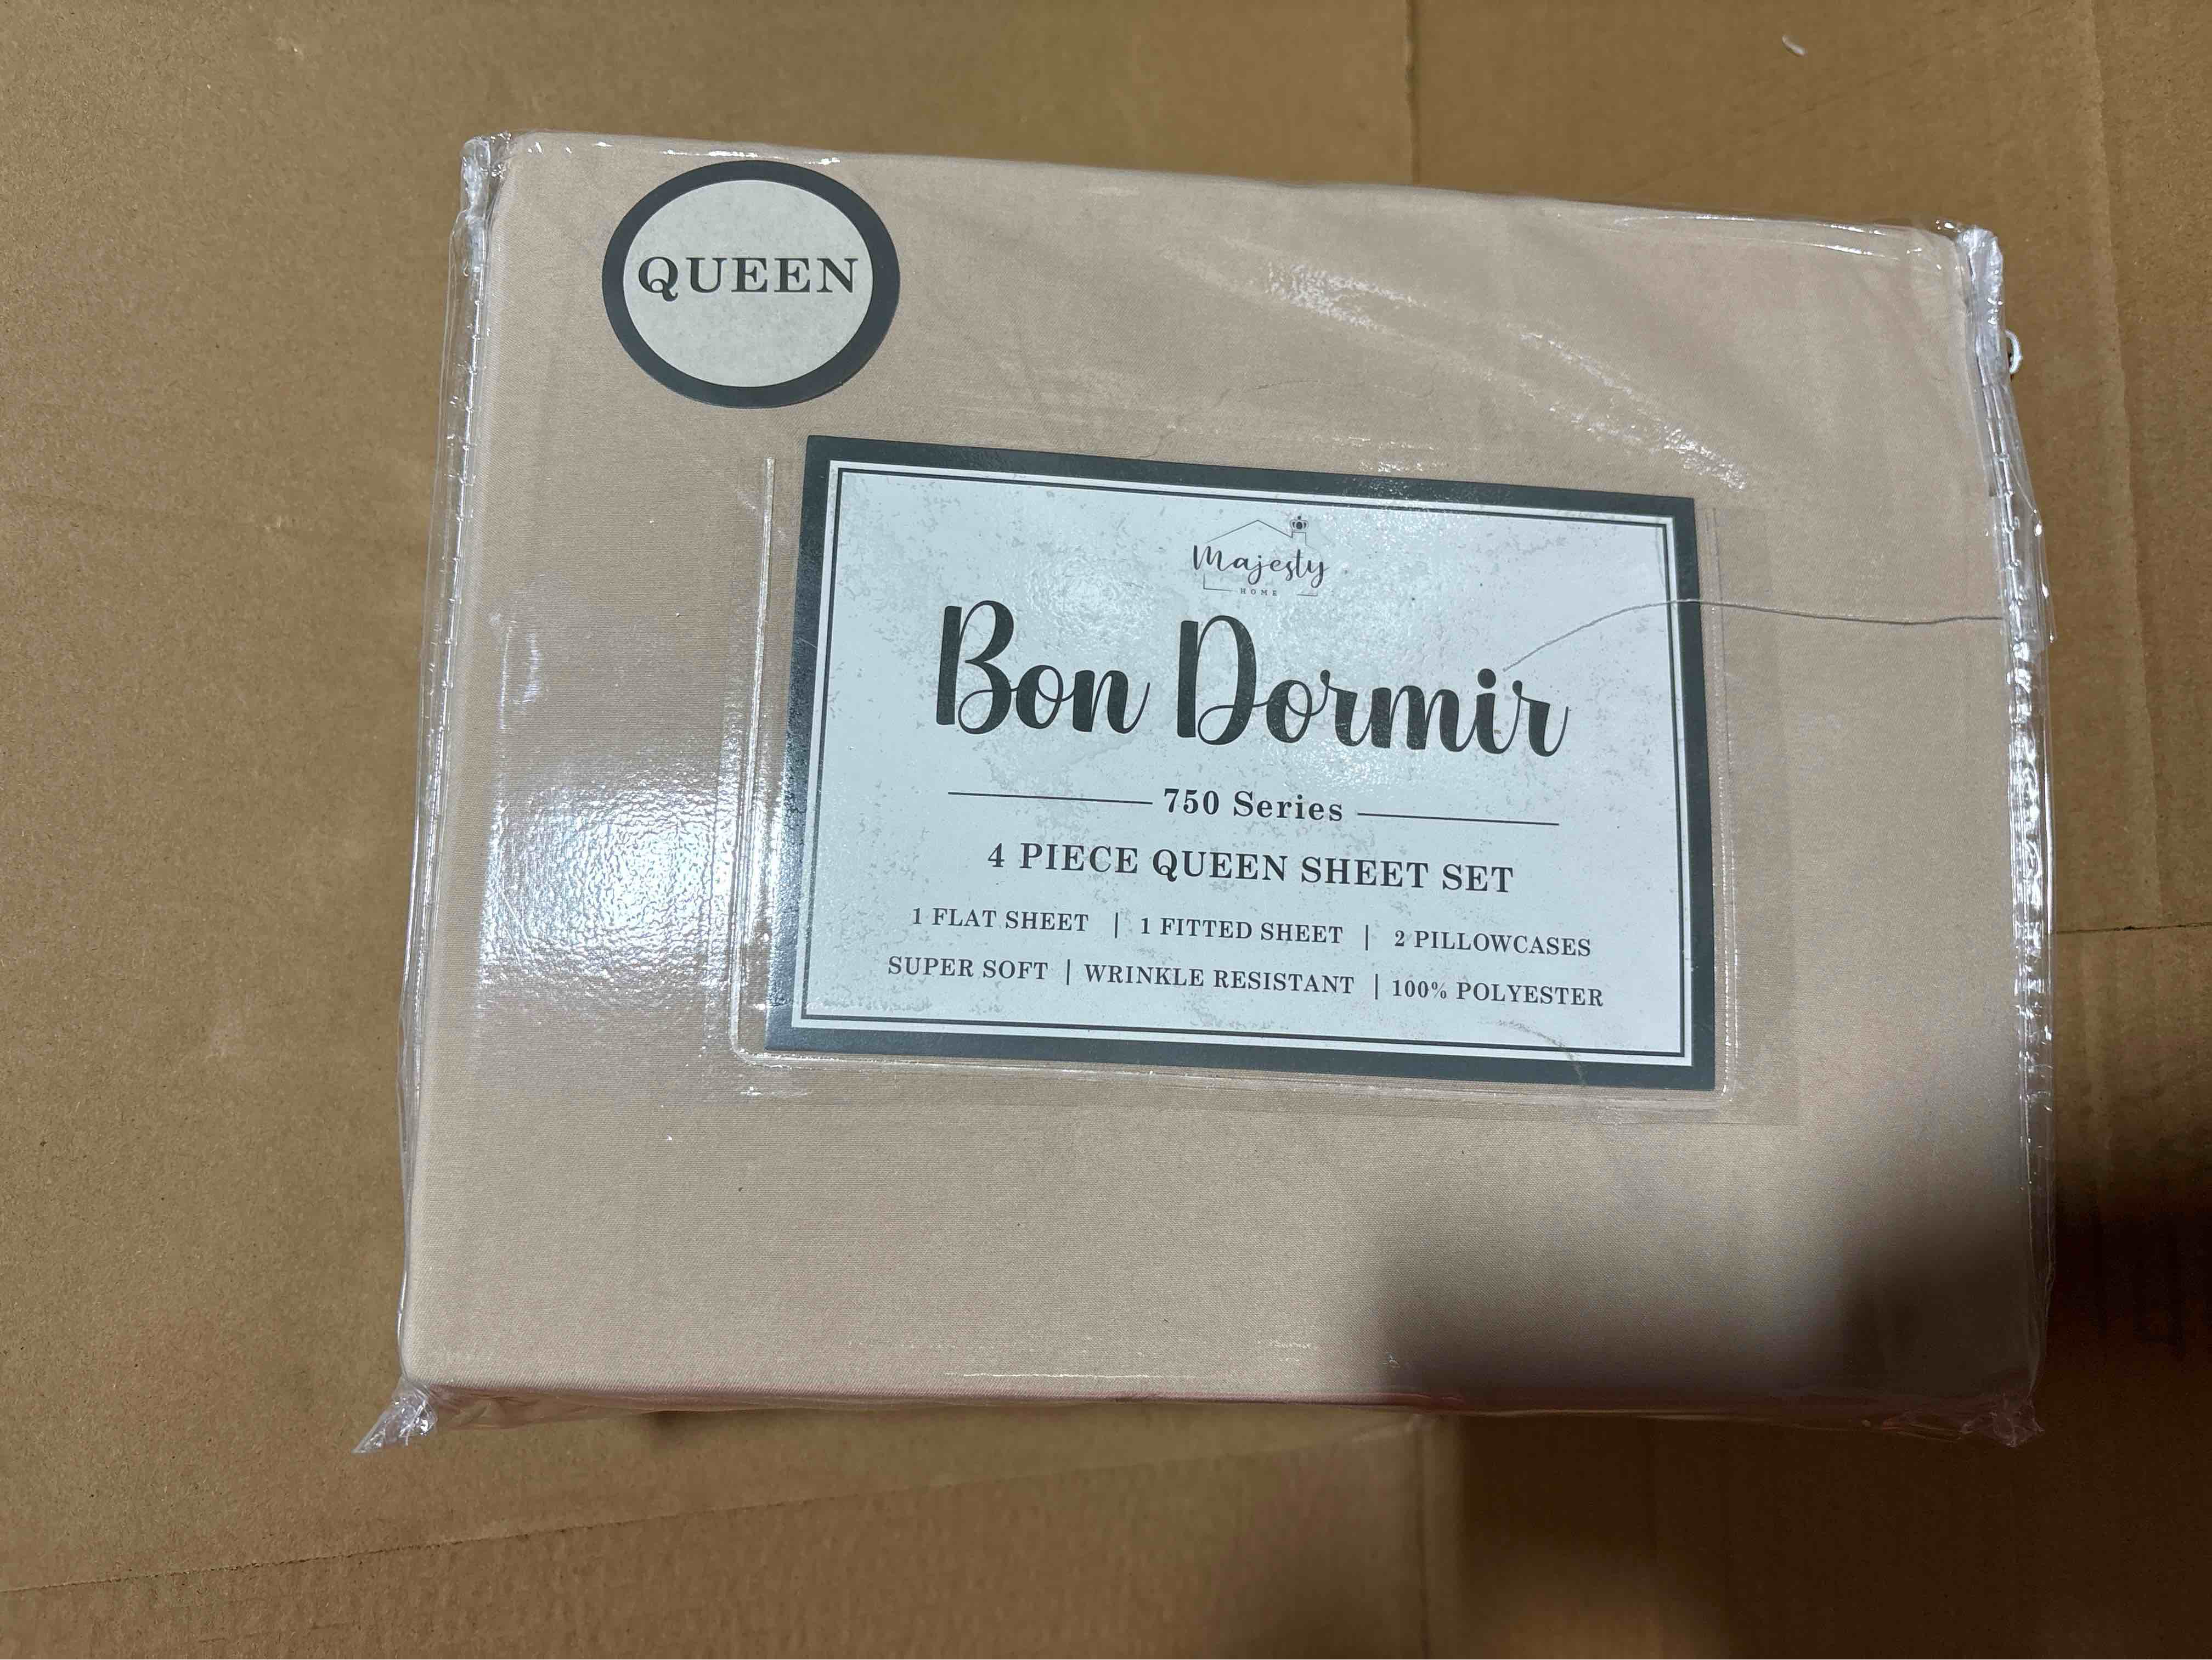 QUEEN
Majesty
HOME
Bon Dormir
750 Series
4 PIECE QUEEN SHEET SET
1 FLAT SHEET | 1 FITTED SHEET | 2 PILLOWCASES
SUPER SOFT | WRINKLE RESISTANT | 100% POLYESTER